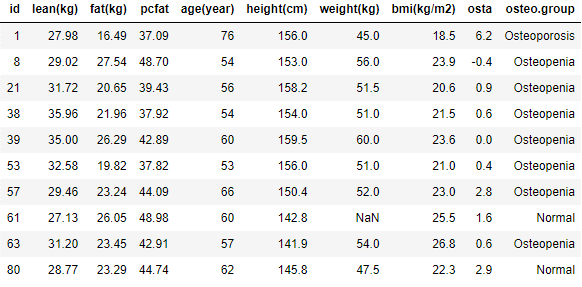 id lean(kg) fat(kg) pcfat age(year) height(cm) weight(kg) bmi(kg/m2) osta osteo.group
1 27.98 16.49 37.09 76 156.0 45.0 18.5 6.2 Osteoporosis
8 29.02 27.54 48.70 54 153.0 56.0 23.9 -0.4 Osteopenia
21 31.72 20.65 39.43 56 158.2 51.5 20.6 0.9 Osteopenia
38 35.96 21.96 37.92 54 154.0 51.0 21.5 0.6 Osteopenia
39 35.00 26.29 42.89 60 159.5 60.0 23.6 0.0 Osteopenia
53 32.58 19.82 37.82 53 156.0 51.0 21.0 0.4 Osteopenia
57 29.46 23.24 44.09 66 150.4 52.0 23.0 2.8 Osteopenia
61 27.13 26.05 48.98 60 142.8 NaN 25.5 1.6 Normal
63 31.20 23.45 42.91 57 141.9 54.0 26.8 0.6 Osteopenia
80 28.77 23.29 44.74 62 145.8 47.5 22.3 2.9 Normal